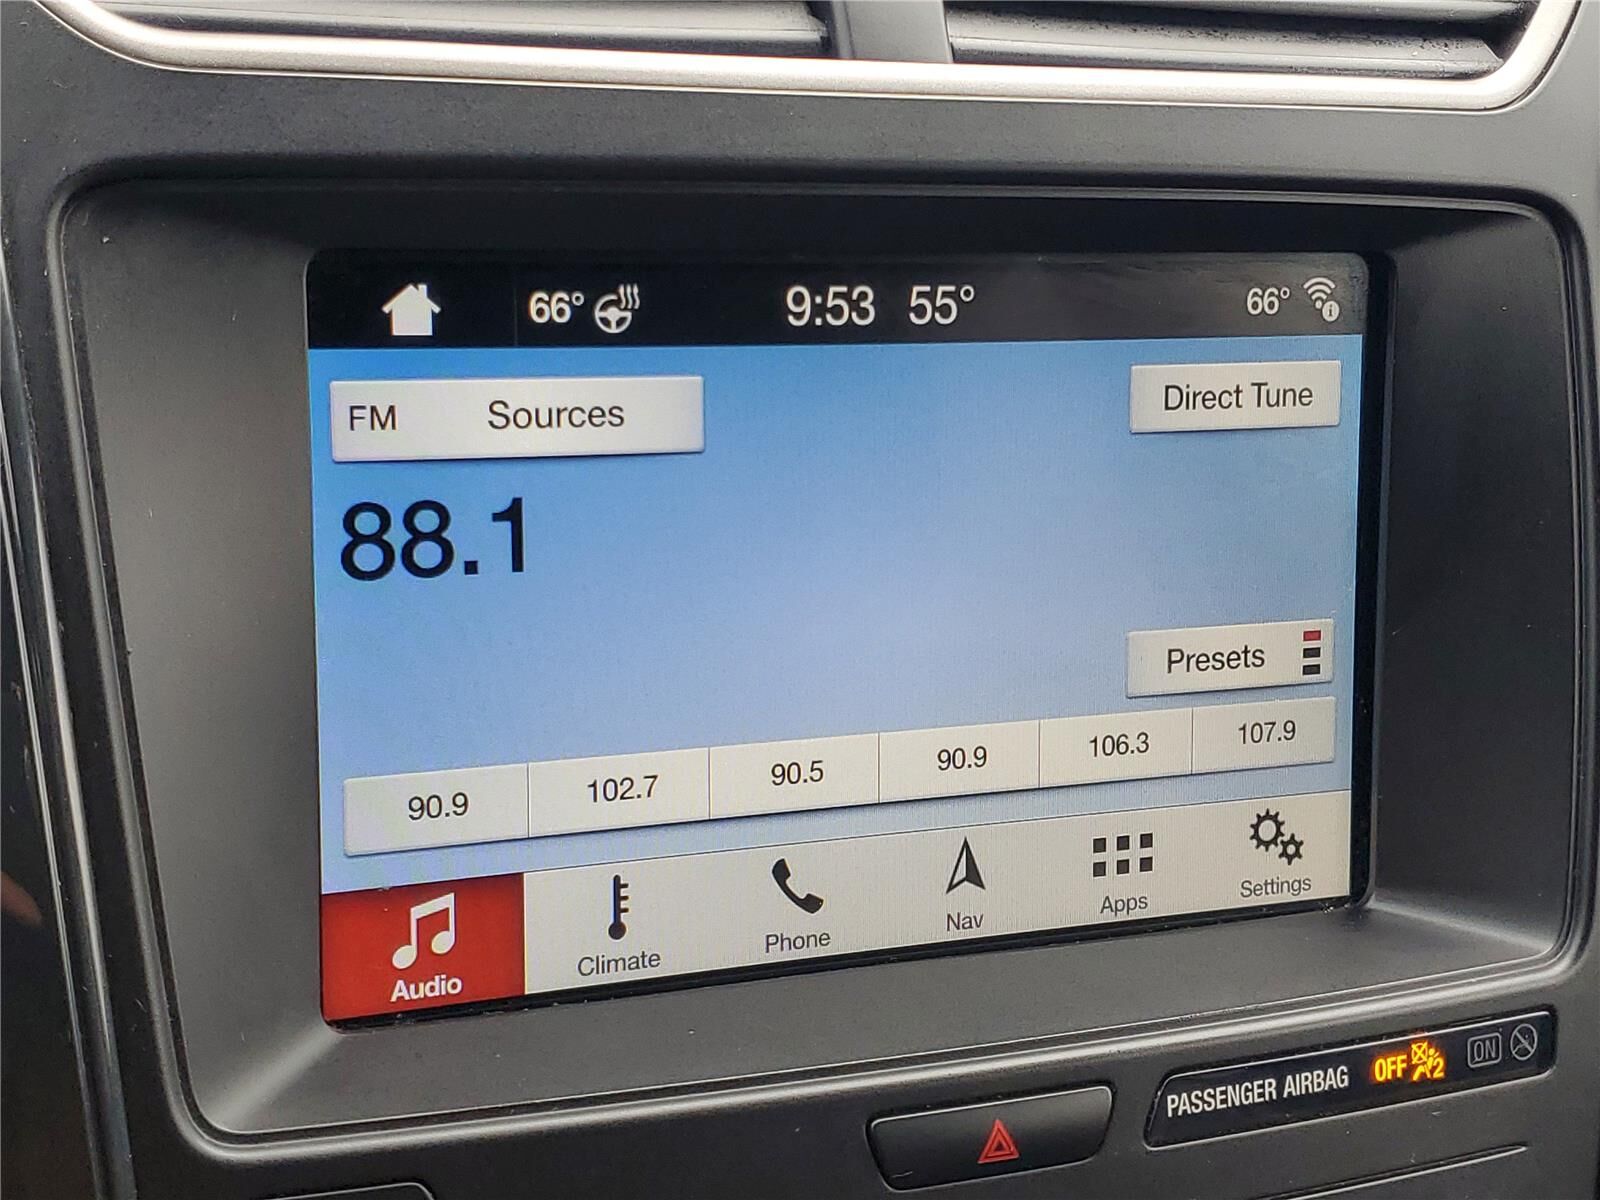 66° 9:53 55° 66°
FM Sources Direct Tune
88.1
Presets
90.9 102.7 90.5 90.9 106.3 107.9
Audio Climate Phone Nav Apps Settings
PASSENGER AIRBAG OFF 2 ON